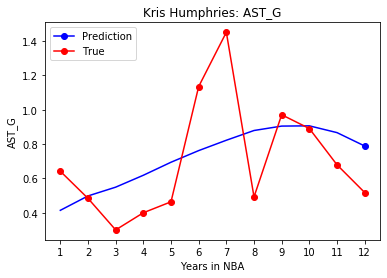 Kris Humphries: AST_G
Prediction
True
AST_G
1.4
1.2
1.0
0.8
0.6
0.4
1 2 3 4 5 6 7 8 9 10 11 12
Years in NBA